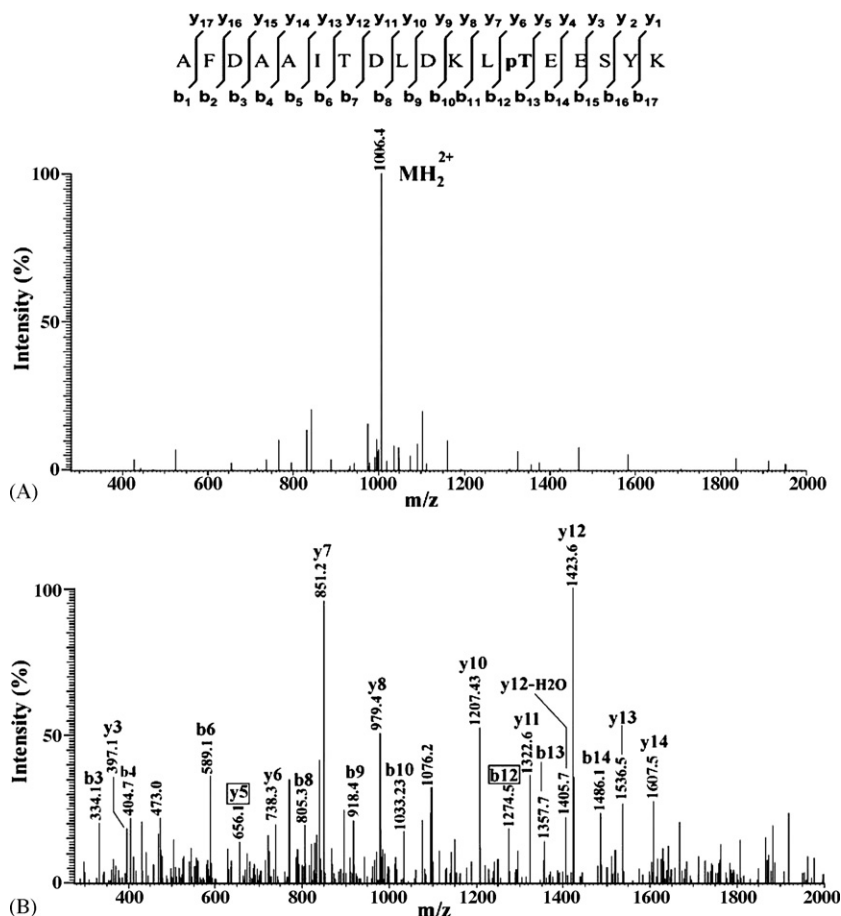 y17 y16 y15 y14 y13 y12 y11 y10 y9 y8 y7 y6 y5 y4 y3 y2 y1
A F D A A I T D L D K L pT E E S Y K
b1 b2 b3 b4 b5 b6 b7 b8 b9 b10 b11 b12 b13 b14 b15 b16 b17
1006.4
MH2 2+
Intensity (%)
100
50
0
400 600 800 1000 1200 1400 1600 1800 2000
m/z
(A)
Intensity (%)
100
50
0
b3
334.12
y3
397.1
b4
404.7
473.0
b6
589.1
y5
656.1
y6
738.3
b8
805.3
y7
851.2
b9
918.4
y8
979.4
b10
1033.23
1076.2
y10
1207.43
b12
1274.5
y11
1322.6
b13
1357.7
y12-H2O
1405.7
y12
1423.6
b14
1486.1
y13
1536.5
y14
1607.5
400 600 800 1000 1200 1400 1600 1800 2000
m/z
(B)